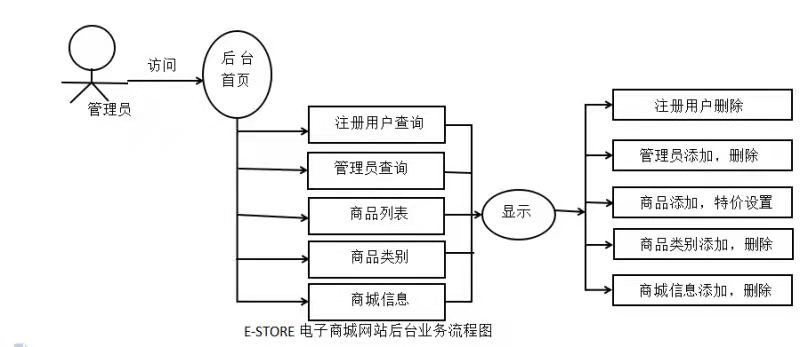 访问
管理员
后台
首页
注册用户查询
管理员查询
商品列表
商品类别
商城信息
显示
注册用户删除
管理员添加，删除
商品添加，特价设置
商品类别添加，删除
商城信息添加，删除
E-STORE 电子商城网站后台业务流程图